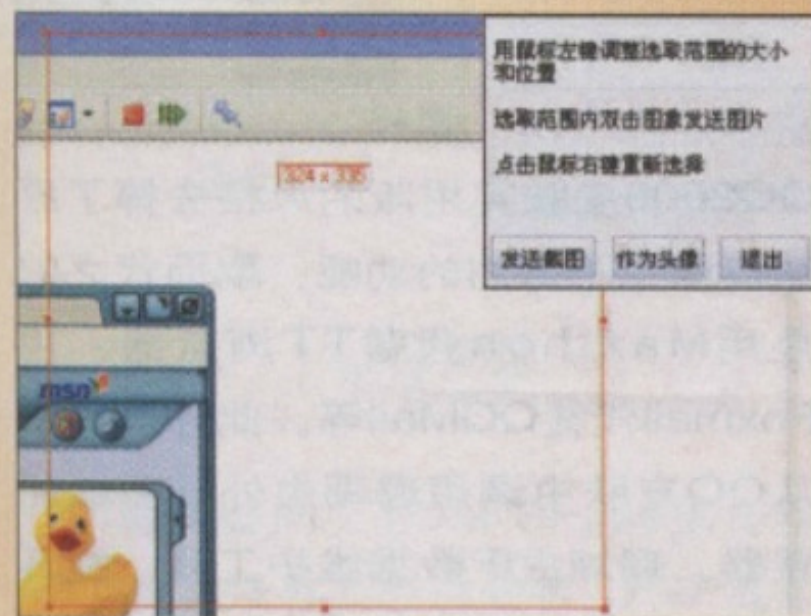 用鼠标左键调整选取范围的大小
和位置
选取范围内双击图象发送图片
点击鼠标右键重新选择
324 x 335
发送截图 作为头像 退出
msn